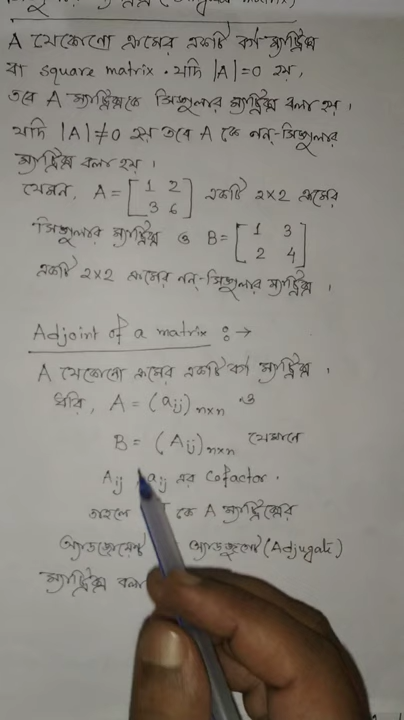 A যেকোনো ক্রমের একটি বর্গ ম্যাট্রিক্স
বা square matrix. যদি |A|=0 হয়,
তবে A ম্যাট্রিক্সকে সিঙ্গুলার ম্যাট্রিক্স বলা হয়।
যদি |A|≠0 হয় তবে A কে নন্-সিঙ্গুলার
ম্যাট্রিক্স বলা হয়।
যেমন, A = [1 2 3 6] একটি 2×2 ক্রমের
সিঙ্গুলার ম্যাট্রিক্স ও B = [1 3 2 4]
একটি 2×2 ক্রমের নন্-সিঙ্গুলার ম্যাট্রিক্স।
Adjoint of a matrix :→
A যেকোনো ক্রমের একটি বর্গ ম্যাট্রিক্স।
ধরি, A = (aij)n×n ও
B = (Aij)n×n যেখানে
Aij, aij এর Cofactor.
তাহলে কে A ম্যাট্রিক্সের
অ্যাডজয়েন্ট অ্যাডজুগেট (Adjugate)
ম্যাট্রিক্স বলা